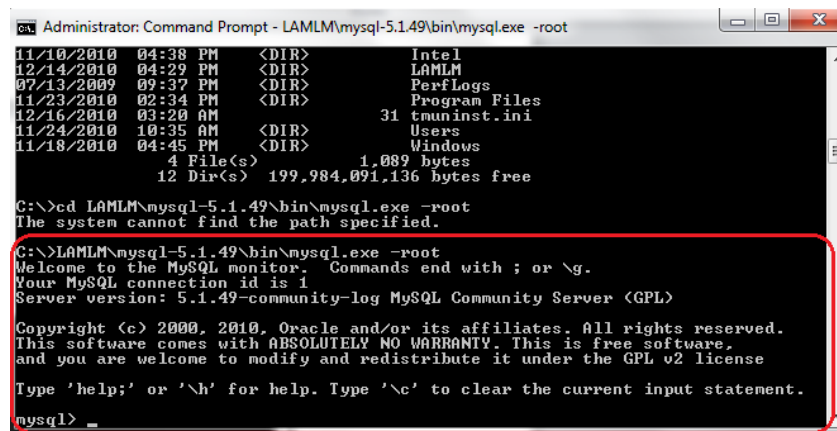 Administrator: Command Prompt - LAMLM\mysql-5.1.49\bin\mysql.exe -root
11/10/2010 04:38 PM <DIR> Intel
12/14/2010 04:29 PM <DIR> LAMLM
07/13/2009 09:37 PM <DIR> PerfLogs
11/23/2010 02:34 PM <DIR> Program Files
12/16/2010 03:20 AM 31 tmuninst.ini
11/24/2010 10:35 AM <DIR> Users
11/18/2010 04:45 PM <DIR> Windows
4 File(s) 1,089 bytes
12 Dir(s) 199,984,091,136 bytes free
C:\>cd LAMLM\mysql-5.1.49\bin\mysql.exe -root
The system cannot find the path specified.
C:\>LAMLM\mysql-5.1.49\bin\mysql.exe -root
Welcome to the MySQL monitor. Commands end with ; or \g.
Your MySQL connection id is 1
Server version: 5.1.49-community-log MySQL Community Server (GPL)
Copyright (c) 2000, 2010, Oracle and/or its affiliates. All rights reserved.
This software comes with ABSOLUTELY NO WARRANTY. This is free software,
and you are welcome to modify and redistribute it under the GPL v2 license
Type 'help;' or '\h' for help. Type '\c' to clear the current input statement.
mysql> _